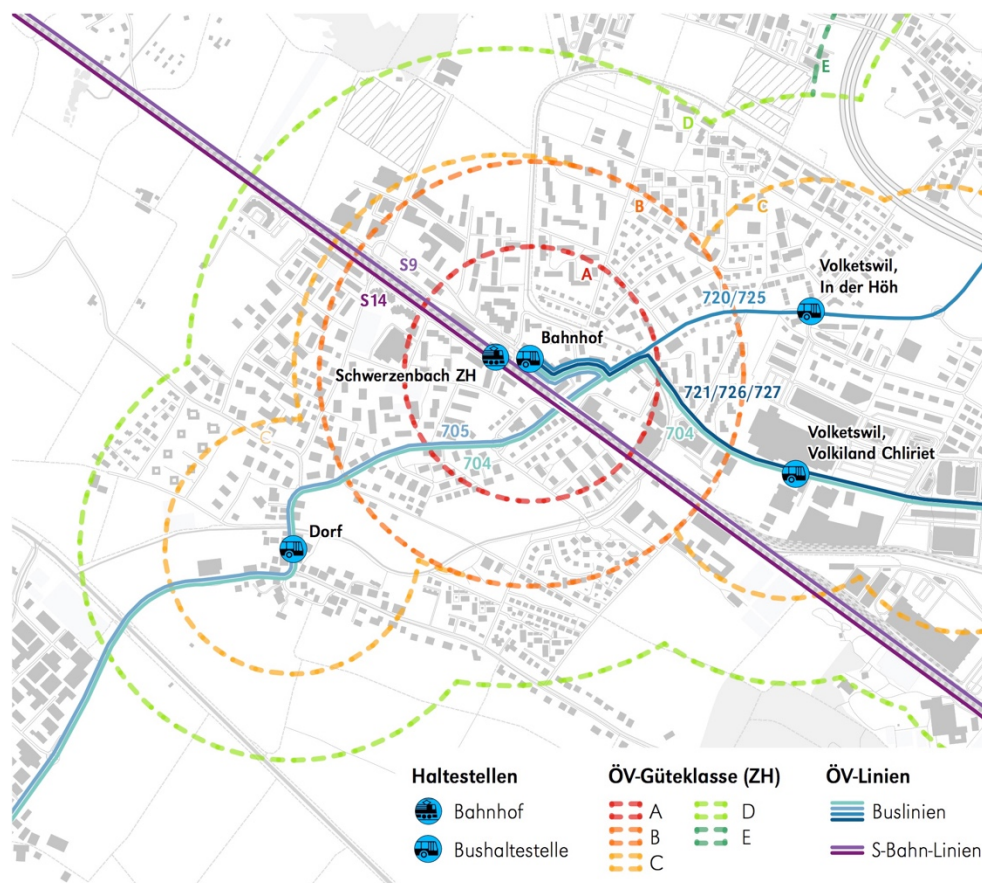 E
D
B
C
S9
A
S14
Volketswil,
In der Höh
720/725
Bahnhof
Schwerzenbach ZH
721/726/727
C
705
704
704
Volketswil,
Volkiland Chliriet
Dorf
Haltestellen
Bahnhof
Bushaltestelle
ÖV-Güteklasse (ZH)
A
B
C
D
E
ÖV-Linien
Buslinien
S-Bahn-Linien